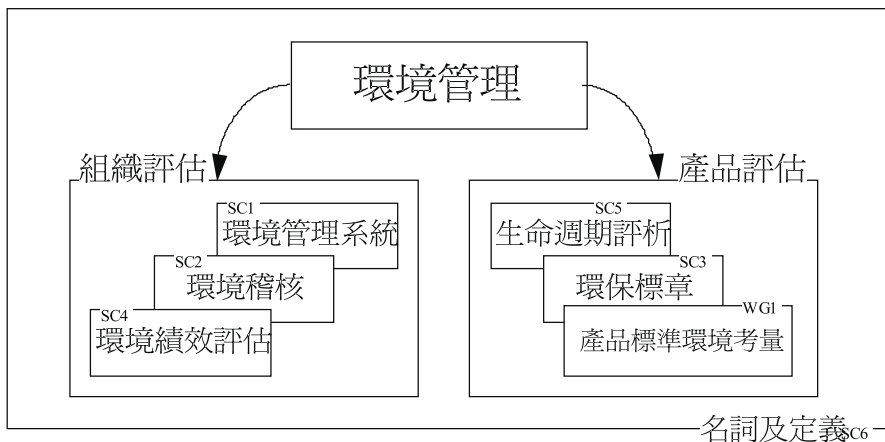 環境管理
組織評估
SC1
環境管理系統
SC2
環境稽核
SC4
環境績效評估
產品評估
SC5
生命週期評析
SC3
環保標章
WG1
產品標準環境考量
名詞及定義
SC6